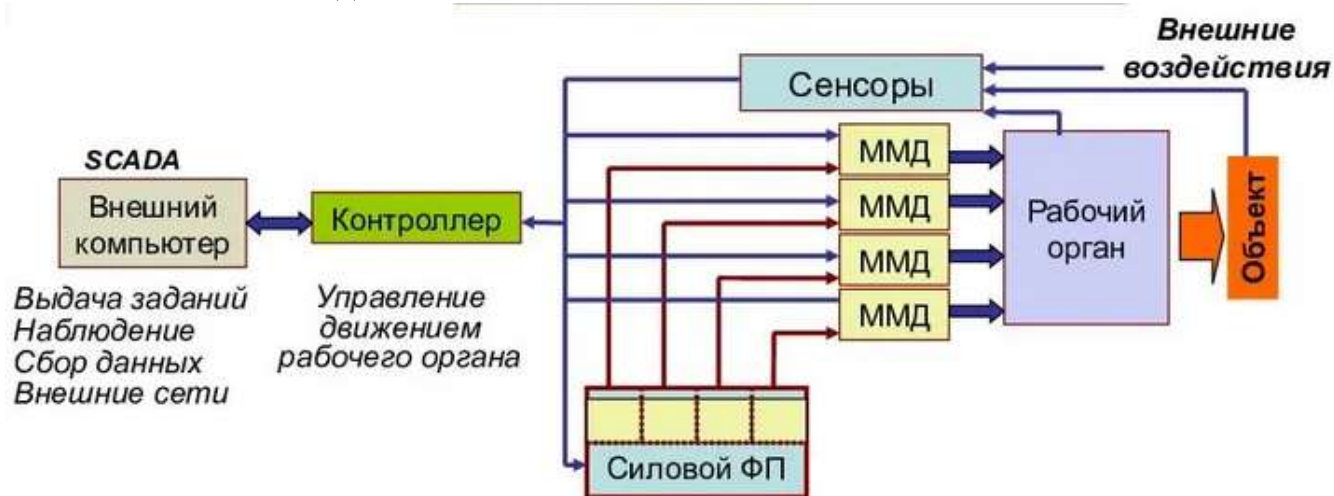 Внешние
воздействия
Сенсоры
SCADA
Внешний
компьютер
Контроллер
ММД
ММД
ММД
ММД
Рабочий
орган
Объект
Выдача заданий
Наблюдение
Сбор данных
Внешние сети
Управление
движением
рабочего органа
Силовой ФП